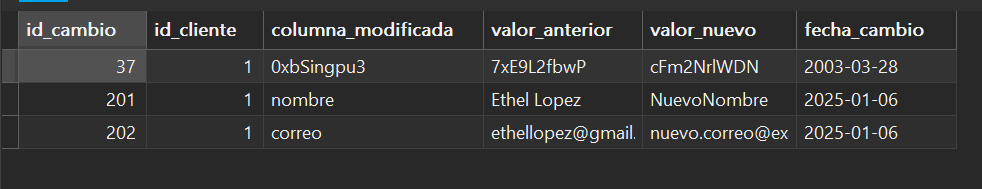 id_cambio id_cliente columna_modificada valor_anterior valor_nuevo fecha_cambio
37 1 0xbSingpu3 7xE9L2fbwP cFm2NrlWDN 2003-03-28
201 1 nombre Ethel Lopez NuevoNombre 2025-01-06
202 1 correo ethellopez@gmail. nuevo.correo@ex 2025-01-06